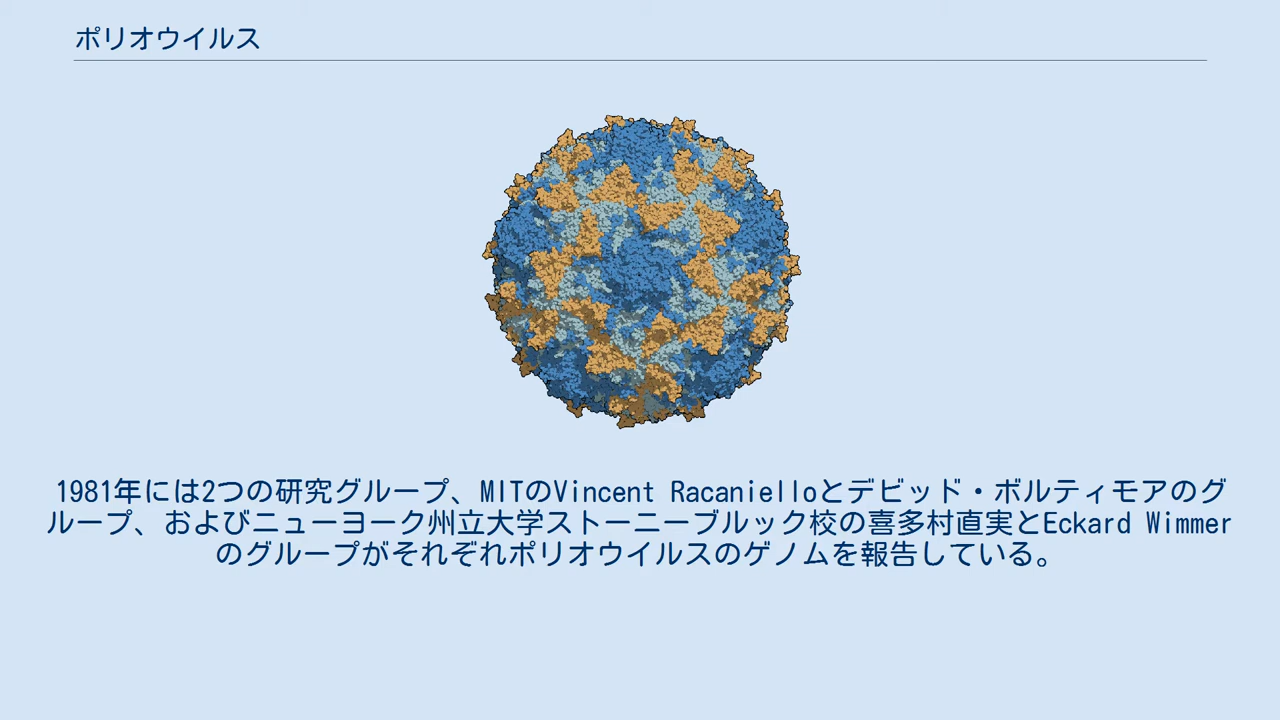 ポリオウイルス
1981年には2つの研究グループ、MITのVincent Racanielloとデビッド・ボルティモアのグ
ループ、およびニューヨーク州立大学ストーニーブルック校の喜多村直実とEckard Wimmer
のグループがそれぞれポリオウイルスのゲノムを報告している。